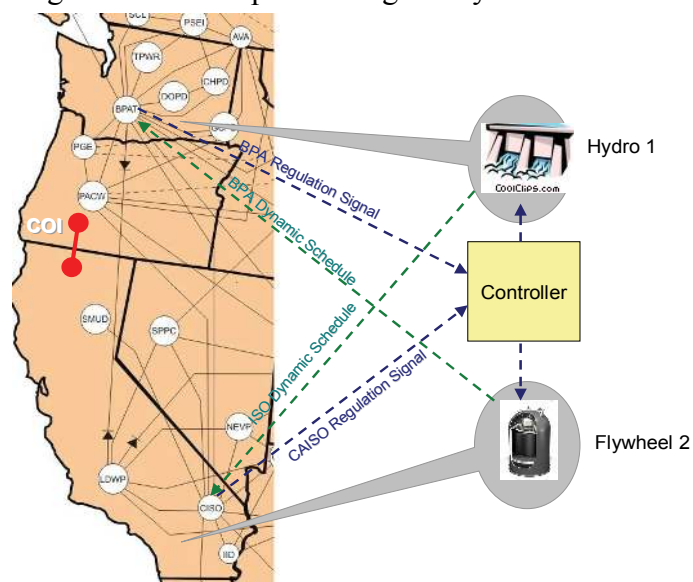 PSEI
AVA
TPWR
CHPD
DOPD
BPAT
PGE
PACW
COI
SMUD
SPPC
NEVP
LDWP
CISO
IID
BPA Regulation Signal
BPA Dynamic Schedule
ISO Dynamic Schedule
CAISO Regulation Signal
COOLCLIPS.com
Hydro 1
Controller
Flywheel 2